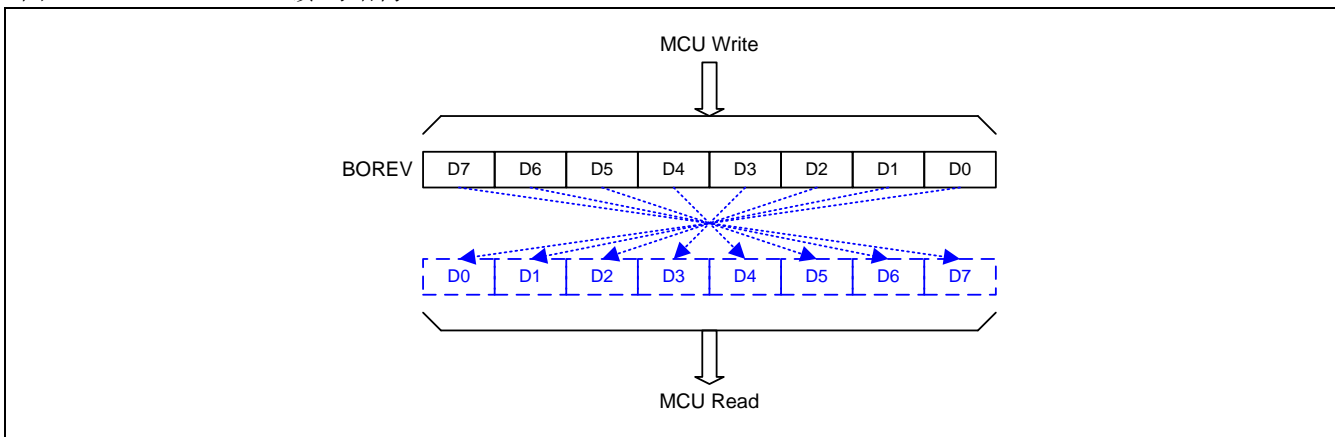 MCU Write
BOREV D7 D6 D5 D4 D3 D2 D1 D0
D0 D1 D2 D3 D4 D5 D6 D7
MCU Read